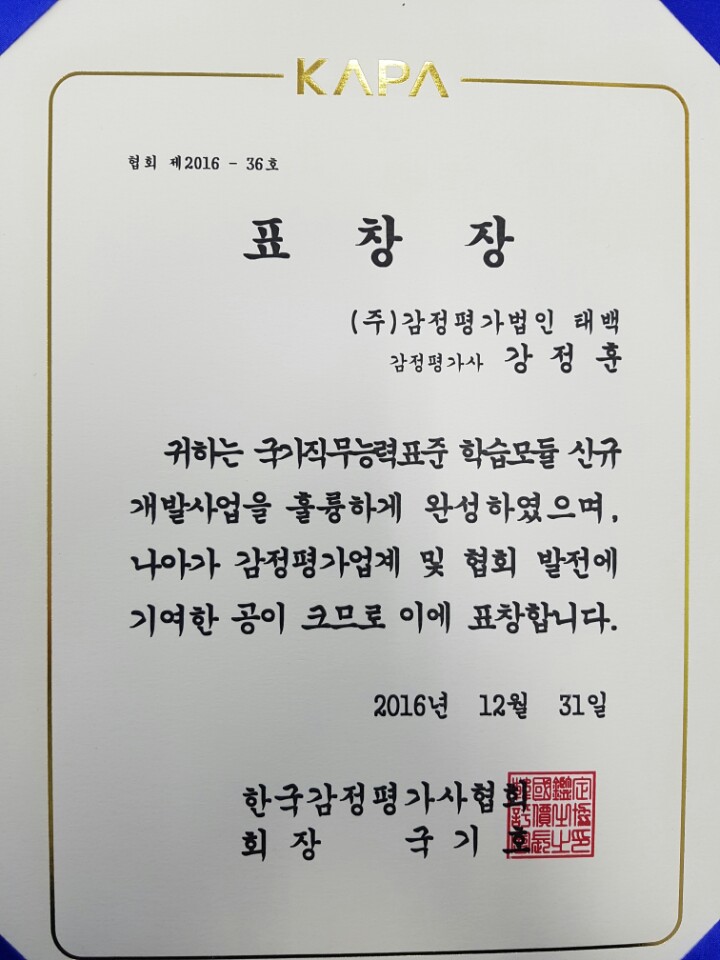 KAPA
협회 제2016 - 36호
표 창 장
(주)감정평가법인 태백
감정평가사 강 정 훈
귀하는 국가직무능력표준 학습모듈 신규
개발사업을 훌륭하게 완성하였으며,
나아가 감정평가업계 및 협회 발전에
기여한 공이 크므로 이에 표창합니다.
2016년 12월 31일
한국감정평가사협회
회 장 국 기 호